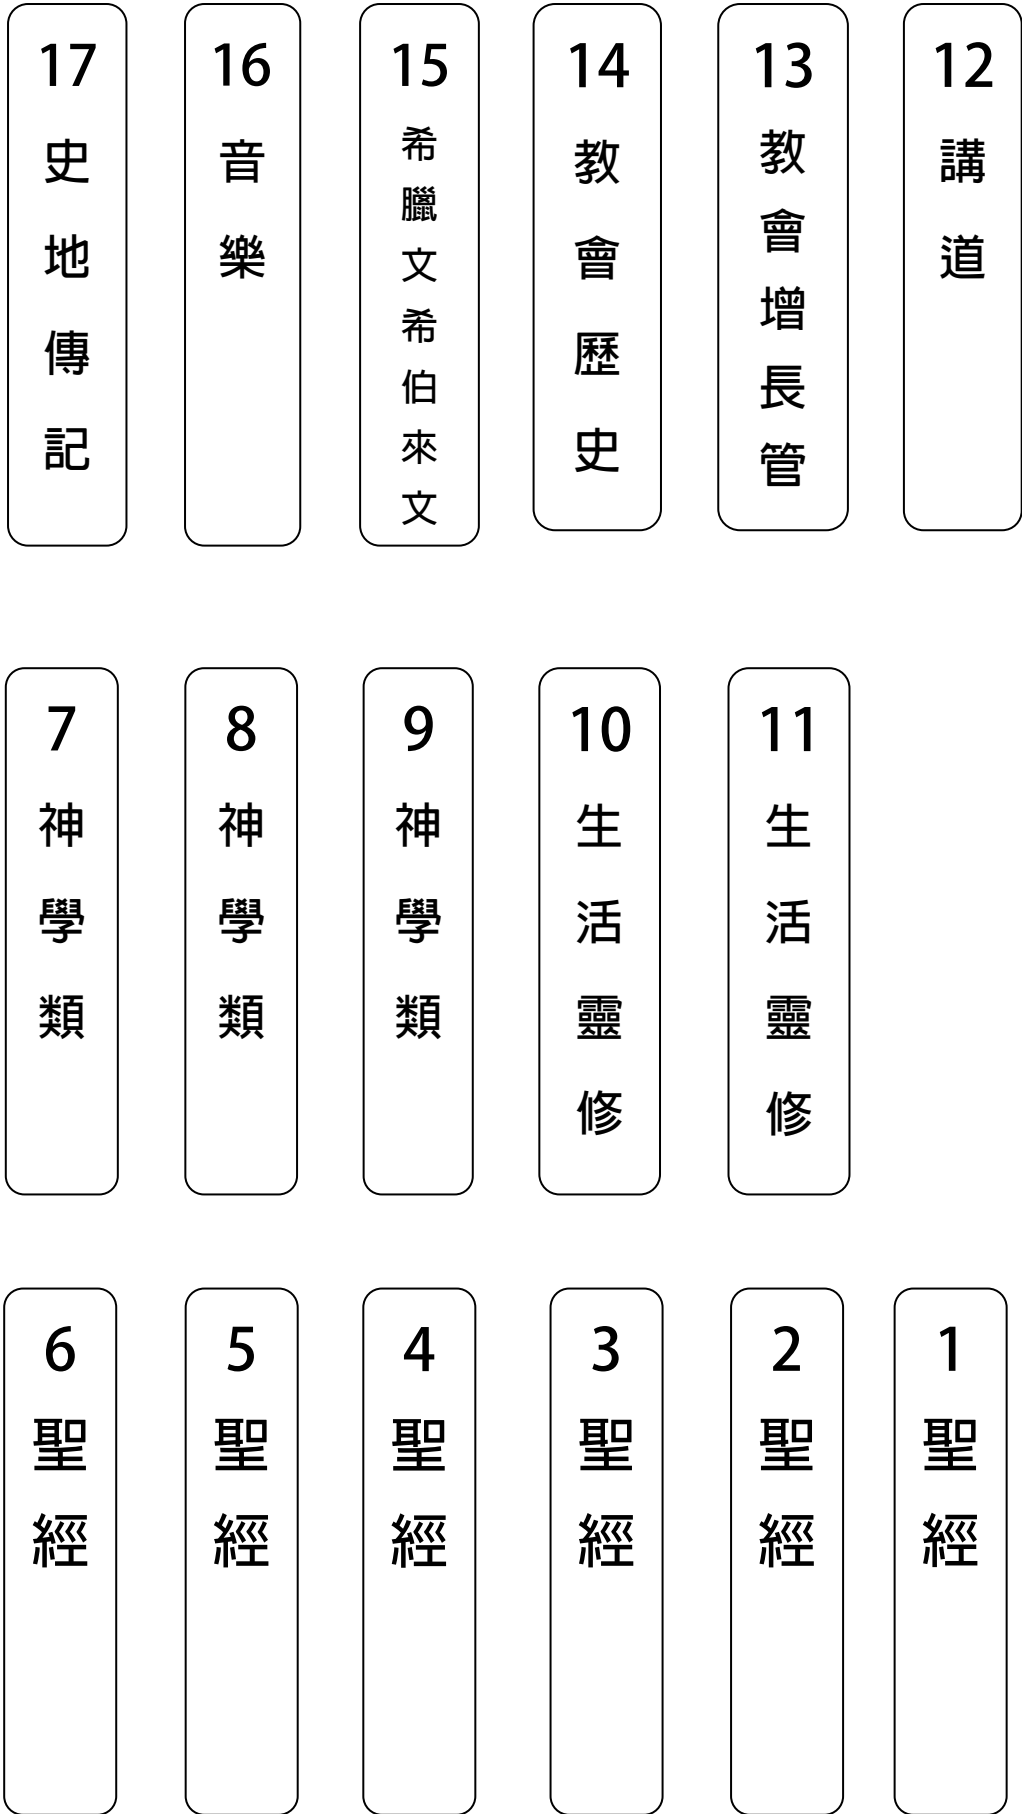 17
史地傳記
16
音樂
15
希臘文希伯來文
14
教會歷史
13
教會增長管
12
講道
7
神學類
8
神學類
9
神學類
10
生活靈修
11
生活靈修
6
聖經
5
聖經
4
聖經
3
聖經
2
聖經
1
聖經